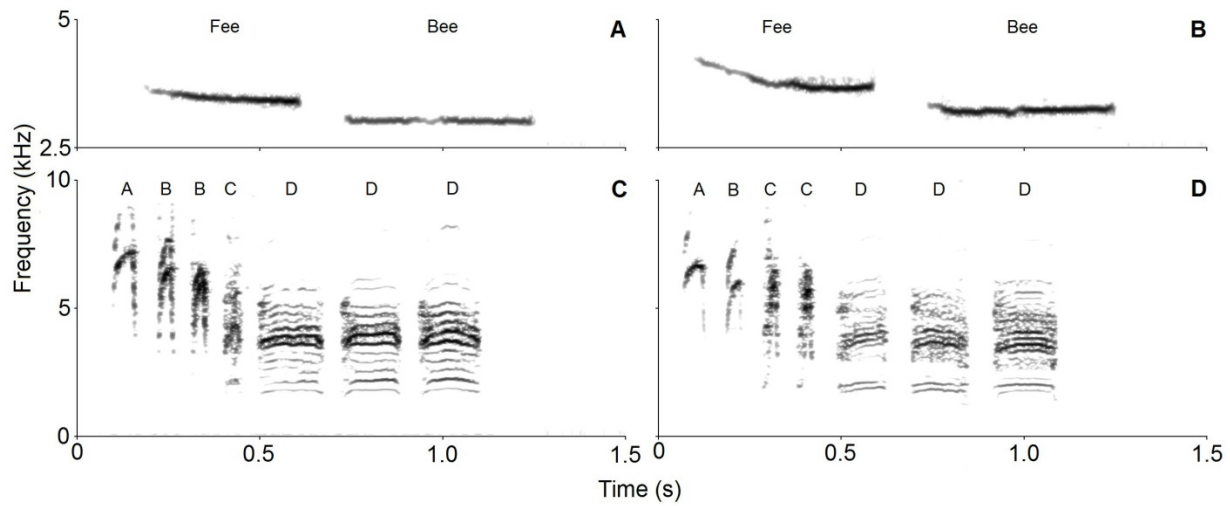 5 Fee Bee A Fee Bee B
2.5
10 A B B C D D D C A B C C D D D D
5
0
0 0.5 1.0 1.5 0 0.5 1.0 1.5
Frequency (kHz)
Time (s)